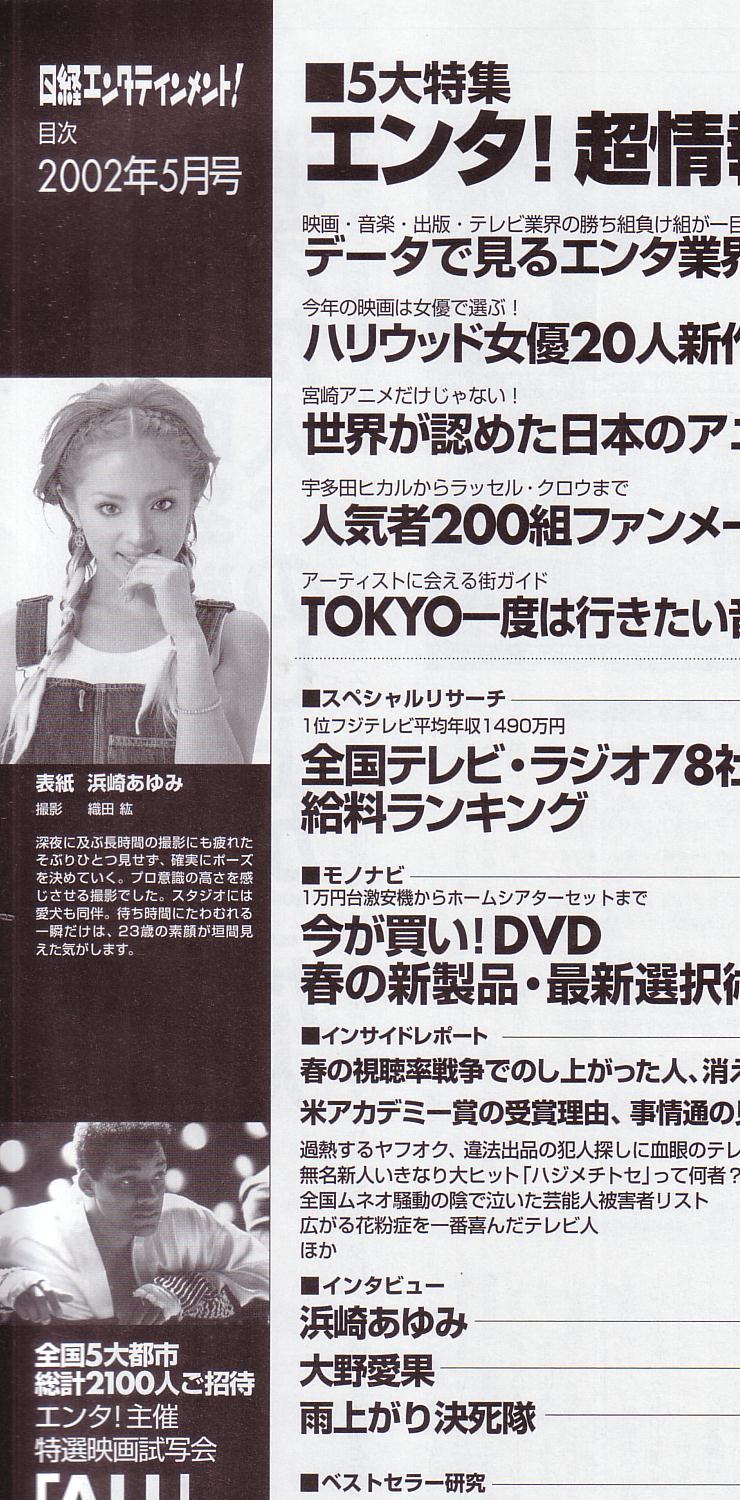 日経エンタテインメント!
目次
2002年5月号
表紙 浜崎あゆみ
撮影 織田 紘
深夜に及ぶ長時間の撮影にも疲れた
そぶりひとつ見せず、確実にポーズ
を決めていく。プロ意識の高さを感
じさせる撮影でした。スタジオには
愛犬も同伴。待ち時間にたわむれる
一瞬だけは、23歳の素顔が垣間見
えた気がします。
全国5大都市
総計2100人ご招待
エンタ!主催
特選映画試写会
■5大特集
エンタ! 超情報
映画・音楽・出版・テレビ業界の勝ち組負け組が一目
データで見るエンタ業界
今年の映画は女優で選ぶ!
ハリウッド女優20人新作
宮崎アニメだけじゃない!
世界が認めた日本のアニ
宇多田ヒカルからラッセル・クロウまで
人気者200組ファンメー
アーティストに会える街ガイド
TOKYO一度は行きたい音
■スペシャルリサーチ
1位フジテレビ平均年収1490万円
全国テレビ・ラジオ78社
給料ランキング
■モノナビ
1万円台激安機からホームシアターセットまで
今が買い!DVD
春の新製品・最新選択術
■インサイドレポート
春の視聴率戦争でのし上がった人、消え
米アカデミー賞の受賞理由、事情通の見
過熱するヤフオク、違法出品の犯人探しに血眼のテレ
無名新人いきなり大ヒット「ハジメチトセ」って何者?
全国ムネオ騒動の陰で泣いた芸能人被害者リスト
広がる花粉症を一番喜んだテレビ人
ほか
■インタビュー
浜崎あゆみ
大野愛果
雨上がり決死隊
■ベストセラー研究